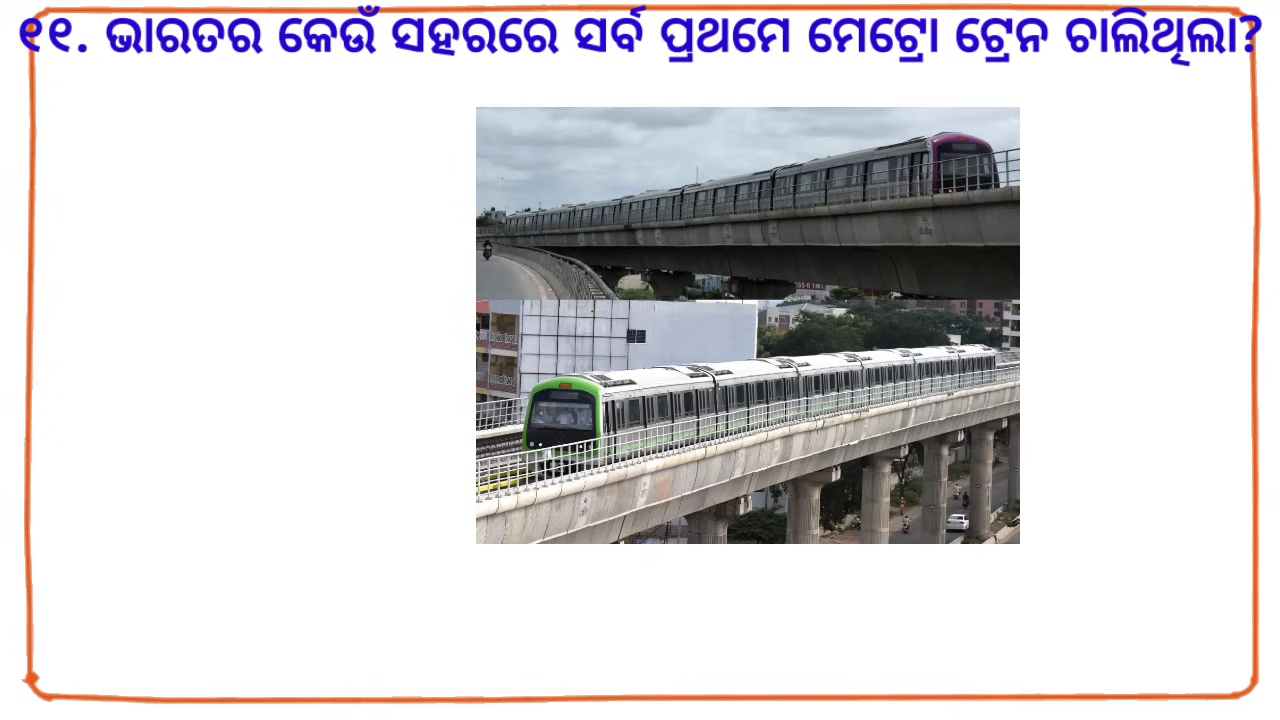 ୧୧. ଭାରତର କେଉଁ ସହରରେ ସର୍ବ ପ୍ରଥମେ ମେଟ୍ରୋ ଟ୍ରେନ ଚାଲିଥିଲା?